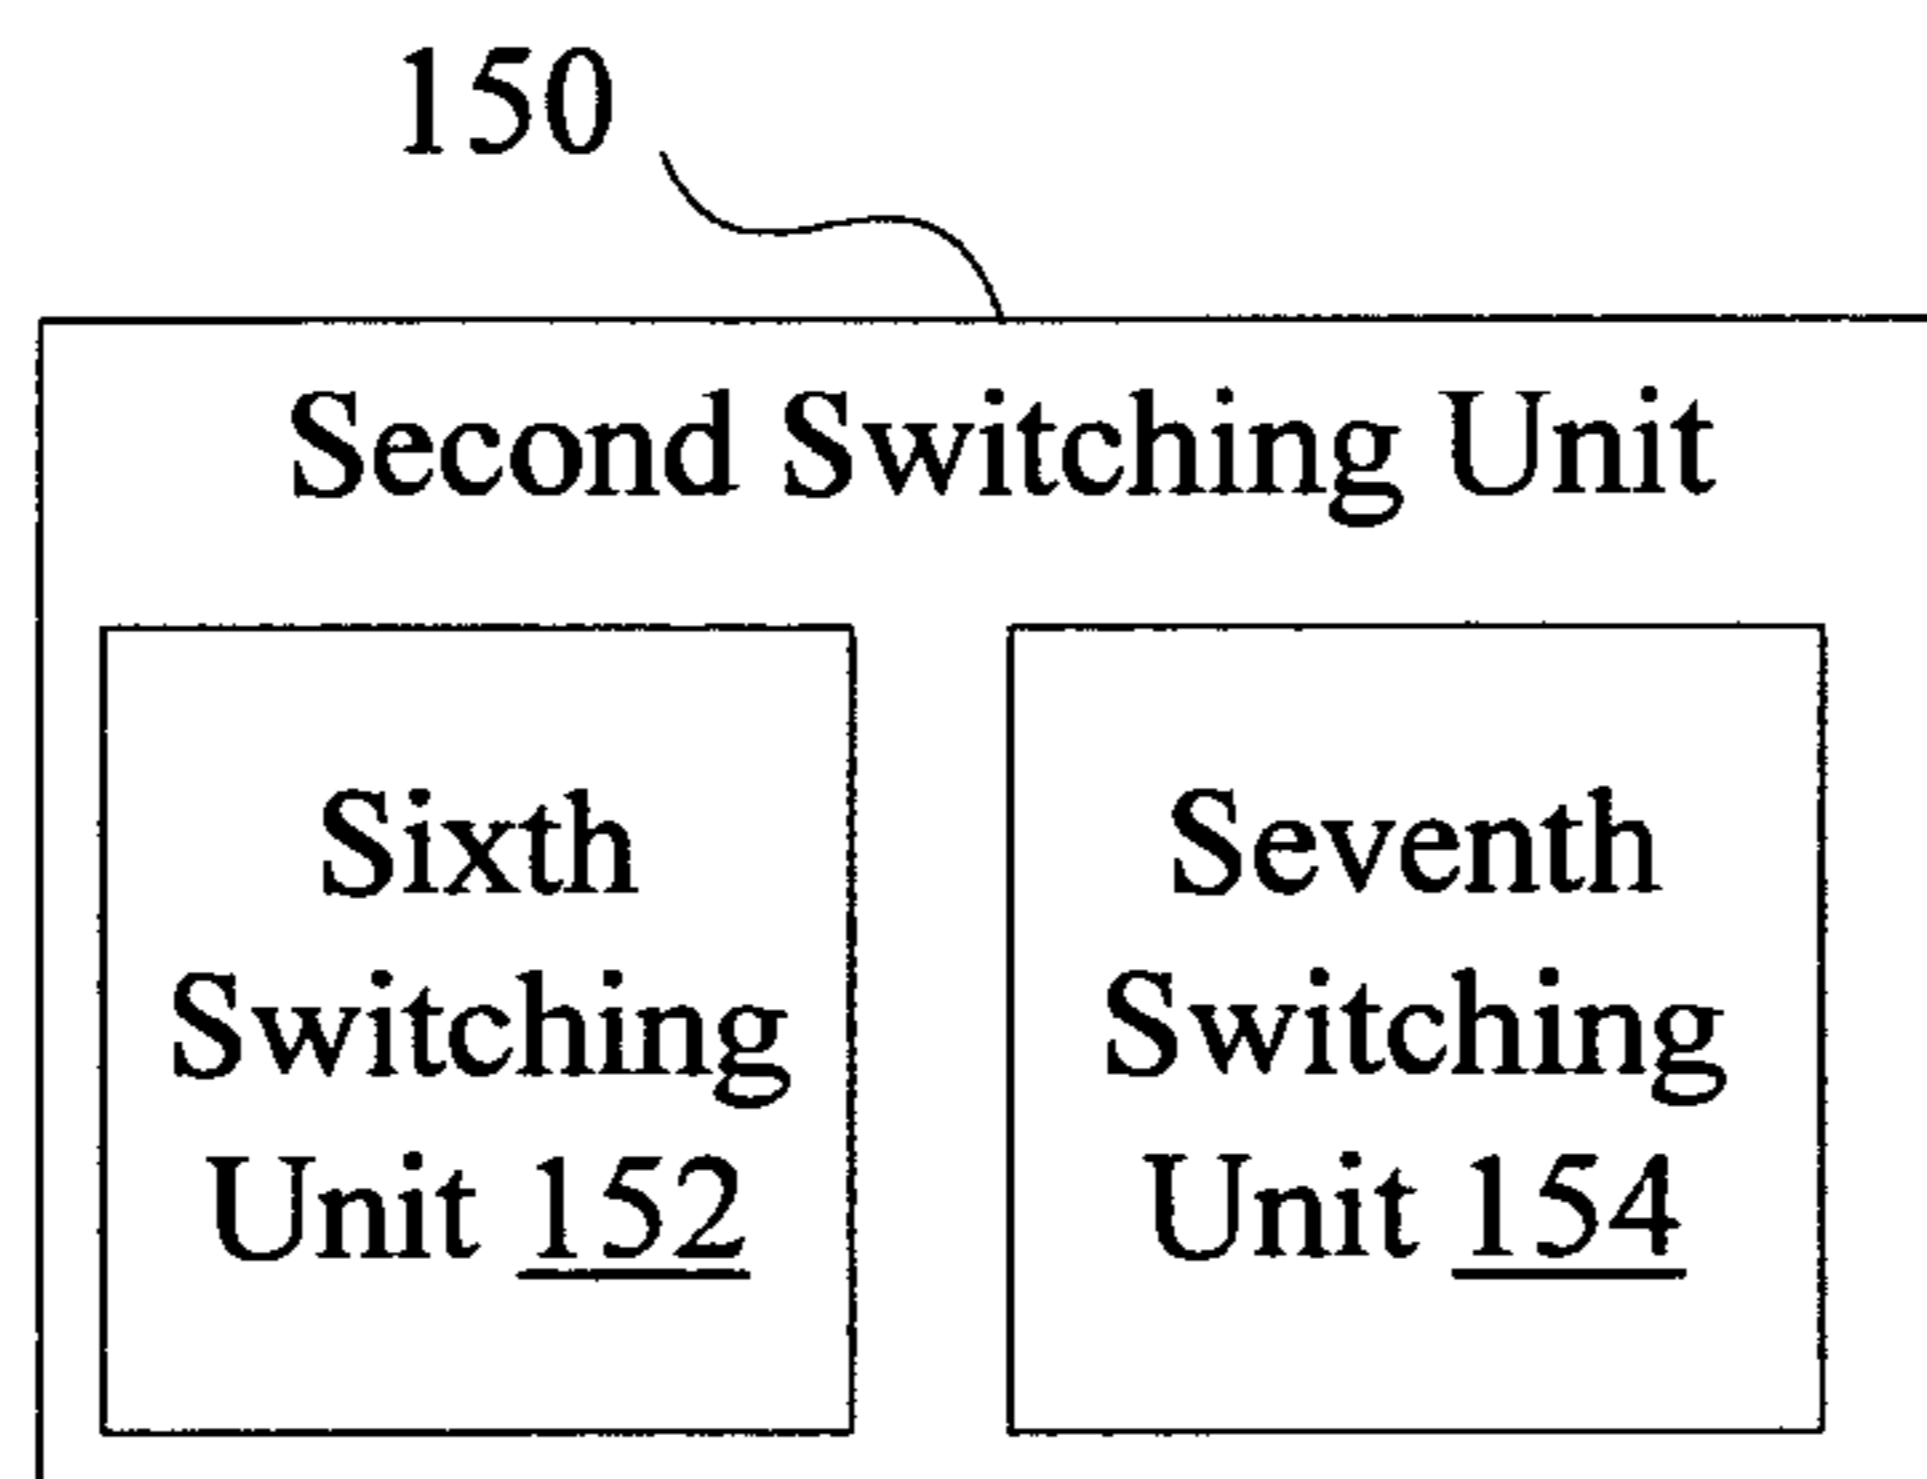 150
Second Switching Unit
Sixth
Switching
Unit 152
Seventh
Switching
Unit 154